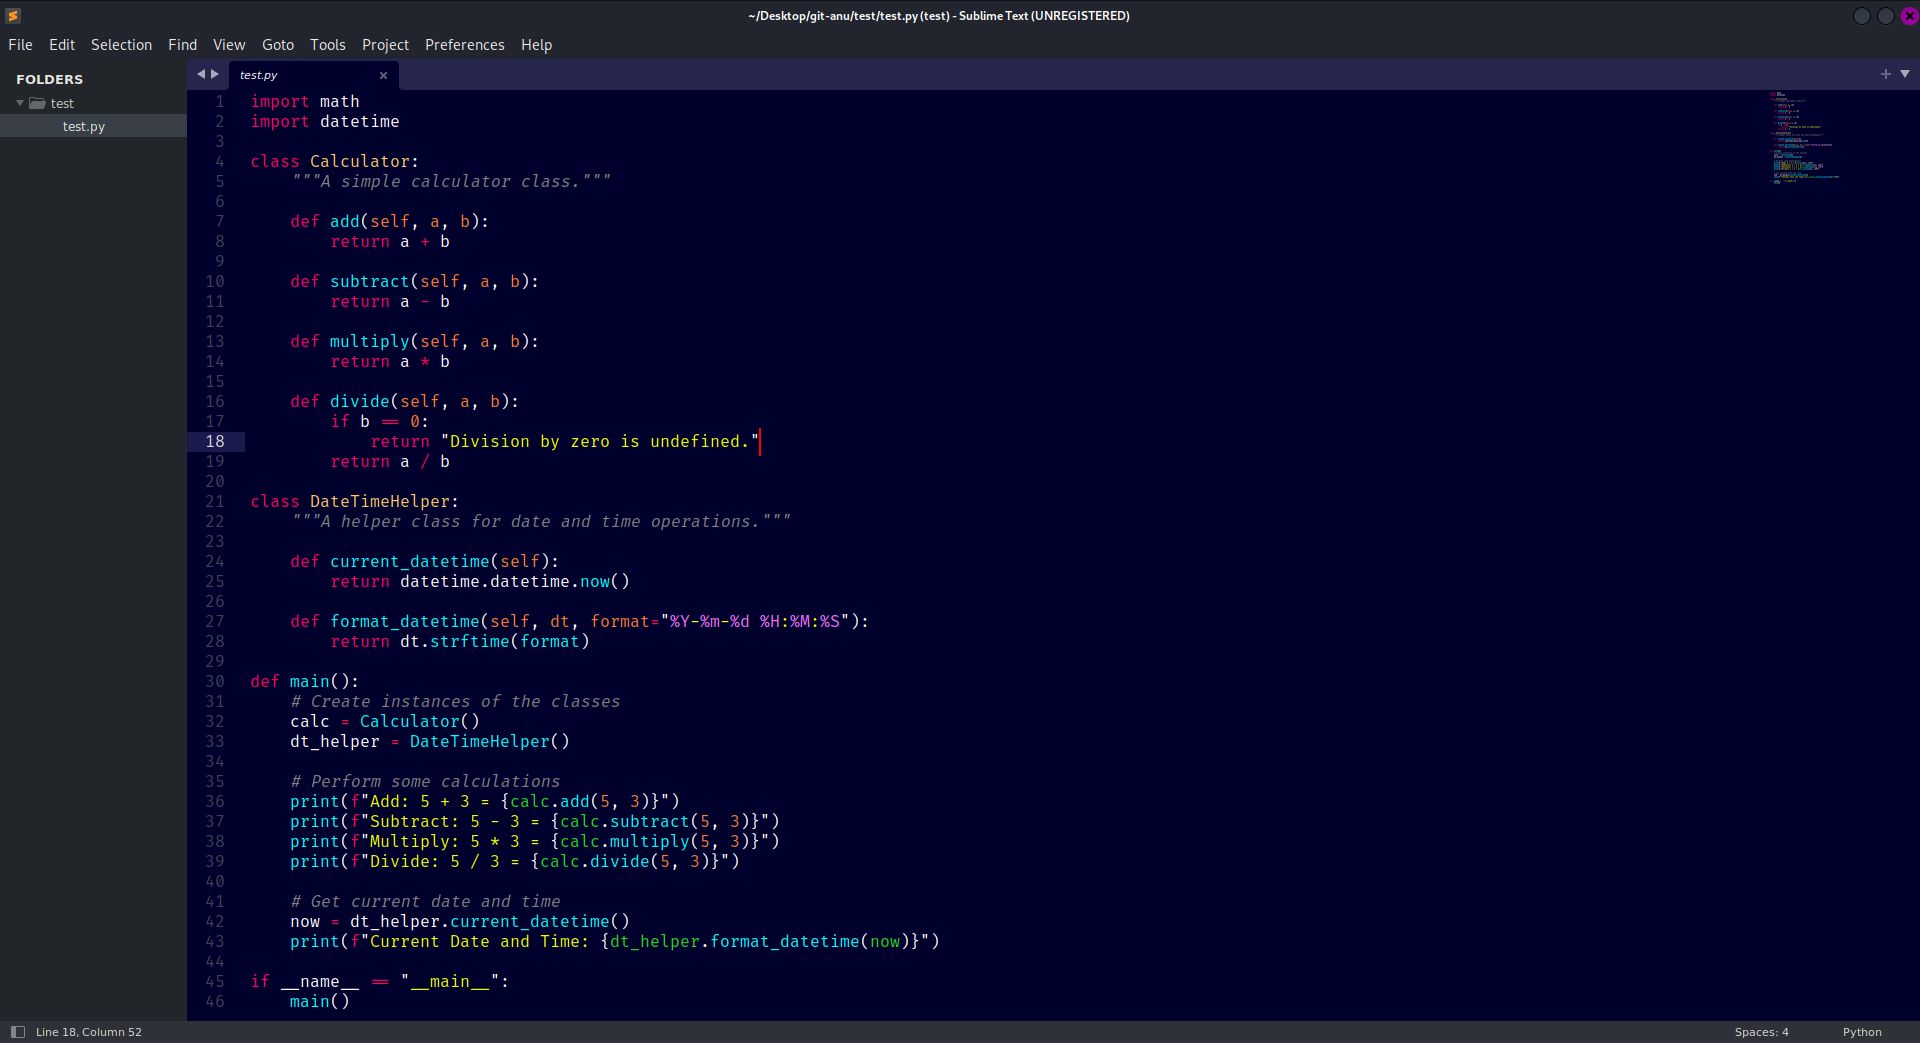 ~/Desktop/git-anu/test/test.py (test) - Sublime Text (UNREGISTERED)
File Edit Selection Find View Goto Tools Project Preferences Help
FOLDERS
test
test.py
test.py
1 import math
2 import datetime
3
4 class Calculator:
5     """A simple calculator class."""
6
7     def add(self, a, b):
8         return a + b
9
10     def subtract(self, a, b):
11         return a - b
12
13     def multiply(self, a, b):
14         return a * b
15
16     def divide(self, a, b):
17         if b == 0:
18             return "Division by zero is undefined."
19         return a / b
20
21 class DateTimeHelper:
22     """A helper class for date and time operations."""
23
24     def current_datetime(self):
25         return datetime.datetime.now()
26
27     def format_datetime(self, dt, format="%Y-%m-%d %H:%M:%S"):
28         return dt.strftime(format)
29
30 def main():
31     # Create instances of the classes
32     calc = Calculator()
33     dt_helper = DateTimeHelper()
34
35     # Perform some calculations
36     print(f"Add: 5 + 3 = {calc.add(5, 3)}")
37     print(f"Subtract: 5 - 3 = {calc.subtract(5, 3)}")
38     print(f"Multiply: 5 * 3 = {calc.multiply(5, 3)}")
39     print(f"Divide: 5 / 3 = {calc.divide(5, 3)}")
40
41     # Get current date and time
42     now = dt_helper.current_datetime()
43     print(f"Current Date and Time: {dt_helper.format_datetime(now)}")
44
45 if __name__ == "__main__":
46     main()
Line 18, Column 52
Spaces: 4
Python